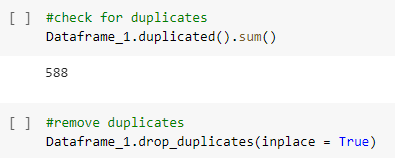 [ ] #check for duplicates
Dataframe_1.duplicated().sum()
588
[ ] #remove duplicates
Dataframe_1.drop_duplicates(inplace = True)